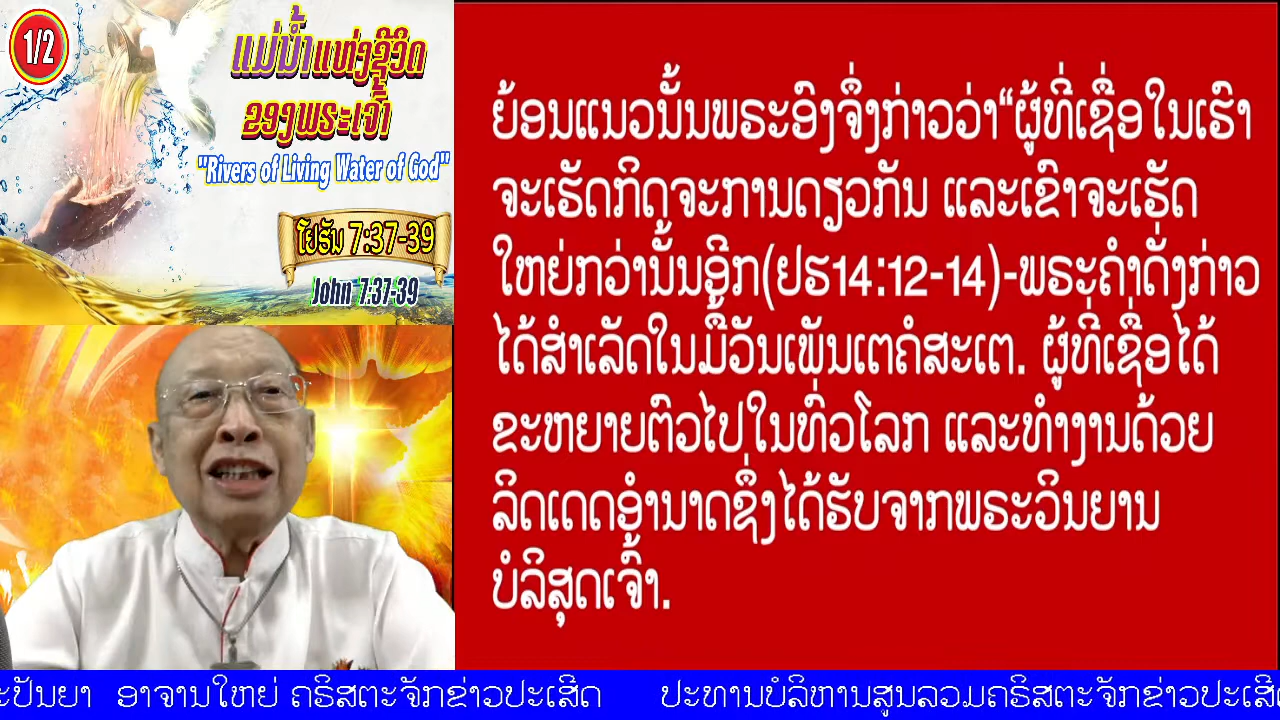 1/2
ແມ່ນ້ຳແຫ່ງຊີວິດ
ຂອງພຣະເຈົ້າ
"Rivers of Living Water of God"
ໂຢຮັນ 7:37-39
John 7:37-39
ຍ້ອນແນວນັ້ນພຣະອົງຈຶ່ງກ່າວວ່າ“ຜູ້ທີ່ເຊື່ອໃນເຮົາ
ຈະເຮັດກິດຈະການດຽວກັນ ແລະເຂົາຈະເຮັດ
ໃຫຍ່ກວ່ານັ້ນອີກ(ຢຮ14:12-14)-ພຣະຄຳດັ່ງກ່າວ
ໄດ້ສຳເລັດໃນມື້ວັນເພັນເຕຄໍສະເຕ. ຜູ້ທີ່ເຊື່ອໄດ້
ຂະຫຍາຍຕົວໄປໃນທົ່ວໂລກ ແລະທຳງານດ້ວຍ
ລິດເດດອຳນາດຊຶ່ງໄດ້ຮັບຈາກພຣະວິນຍານ
ບໍລິສຸດເຈົ້າ.
ະປັນຍາ ອາຈານໃຫຍ່ ຄຣິສຕະຈັກຂ່າວປະເສີດ ປະທານບໍລິຫານສູນລວມຄຣິສຕະຈັກຂ່າວປະເສີດ